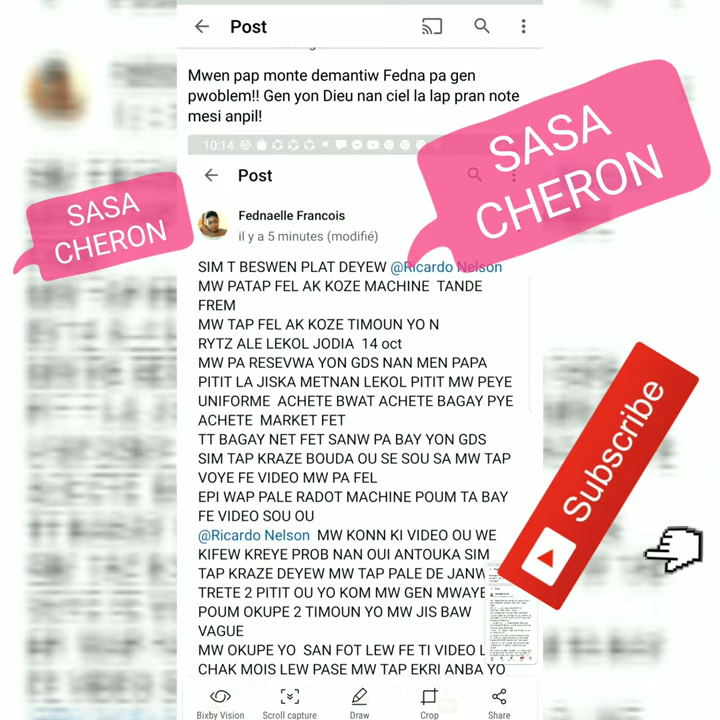 Post
Mwen pap monte demantiw Fedna pa gen
pwoblem!! Gen yon Dieu nan ciel la lap pran note
mesi anpil!
10:14
Post
Fednaelle Francois
il y a 5 minutes (modifié)
SIM T BESWEN PLAT DEYEW @Ricardo Nelson
MW PATAP FEL AK KOZE MACHINE TANDE
FREM
MW TAP FEL AK KOZE TIMOUN YO N
RYTZ ALE LEKOL JODIA 14 oct
MW PA RESEVWA YON GDS NAN MEN PAPA
PITIT LA JISKA METNAN LEKOL PITIT MW PEYE
UNIFORME ACHETE BWAT ACHETE BAGAY PYE
ACHETE MARKET FET
TT BAGAY NET FET SANW PA BAY YON GDS
SIM TAP KRAZE BOUDA OU SE SOU SA MW TAP
VOYE FE VIDEO MW PA FEL
EPI WAP PALE RADOT MACHINE POUM TA BAY
FE VIDEO SOU OU
@Ricardo Nelson MW KONN KI VIDEO OU WE
KIFEW KREYE PROB NAN OUI ANTOUKA SIM
TAP KRAZE DEYEW MW TAP PALE DE JANW
TRETE 2 PITIT OU YO KOM MW GEN MWAYE
POUM OKUPE 2 TIMOUN YO MW JIS BAW
VAGUE
MW OKUPE YO SAN FOT LEW FE TI VIDEO L
CHAK MOIS LEW PASE MW TAP EKRI ANBA YO
Bixby Vision
Scroll capture
Draw
Crop
Share
SASA
CHERON
SASA
CHERON
Subscribe